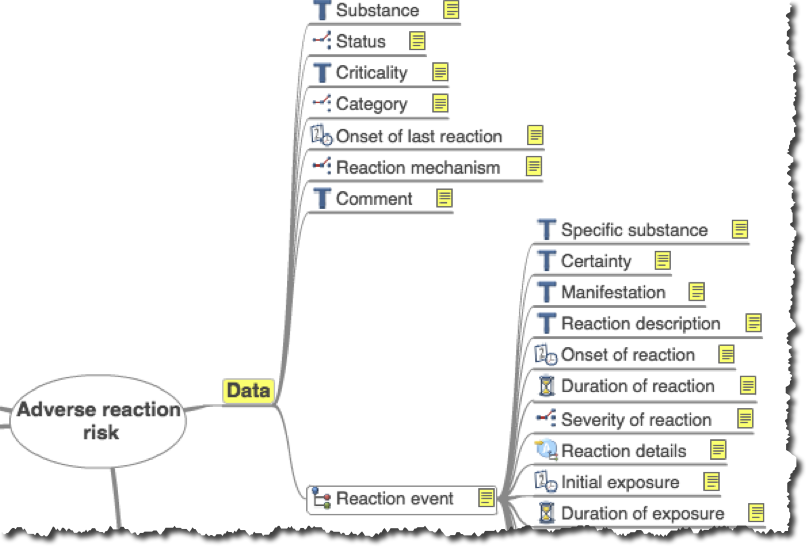 Substance
Status
Criticality
Category
Onset of last reaction
Reaction mechanism
Comment
Specific substance
Certainty
Manifestation
Reaction description
Onset of reaction
Duration of reaction
Severity of reaction
Reaction details
Initial exposure
Duration of exposure
Data
Adverse reaction
risk
Reaction event